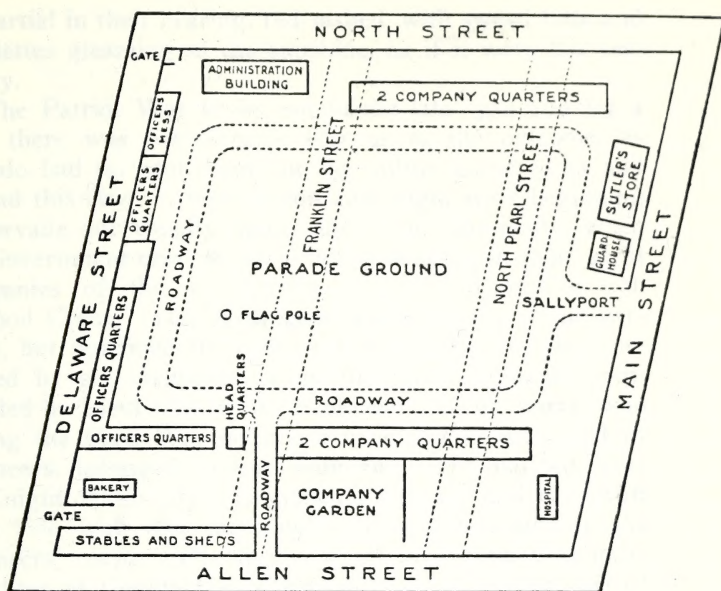 NORTH STREET
GATE
ADMINISTRATION
BUILDING
2 COMPANY QUARTERS
OFFICERS
MESS
OFFICERS
QUARTERS
DELAWARE STREET
ROADWAY
FRANKLIN STREET
NORTH PEARL STREET
SUTLER'S
STORE
GUARD
HOUSE
PARADE GROUND
SALLYPORT
MAIN STREET
FLAG POLE
OFFICERS QUARTERS
HEAD
QUARTERS
ROADWAY
OFFICERS QUARTERS
2 COMPANY QUARTERS
BAKERY
ROADWAY
COMPANY
GARDEN
HOSPITAL
GATE
STABLES AND SHEDS
ALLEN STREET